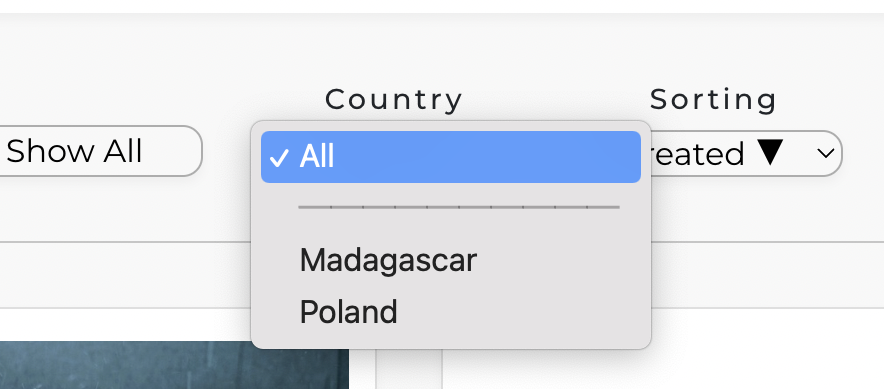 Country
Sorting
Show All
✓ All
reated ▼
Madagascar
Poland